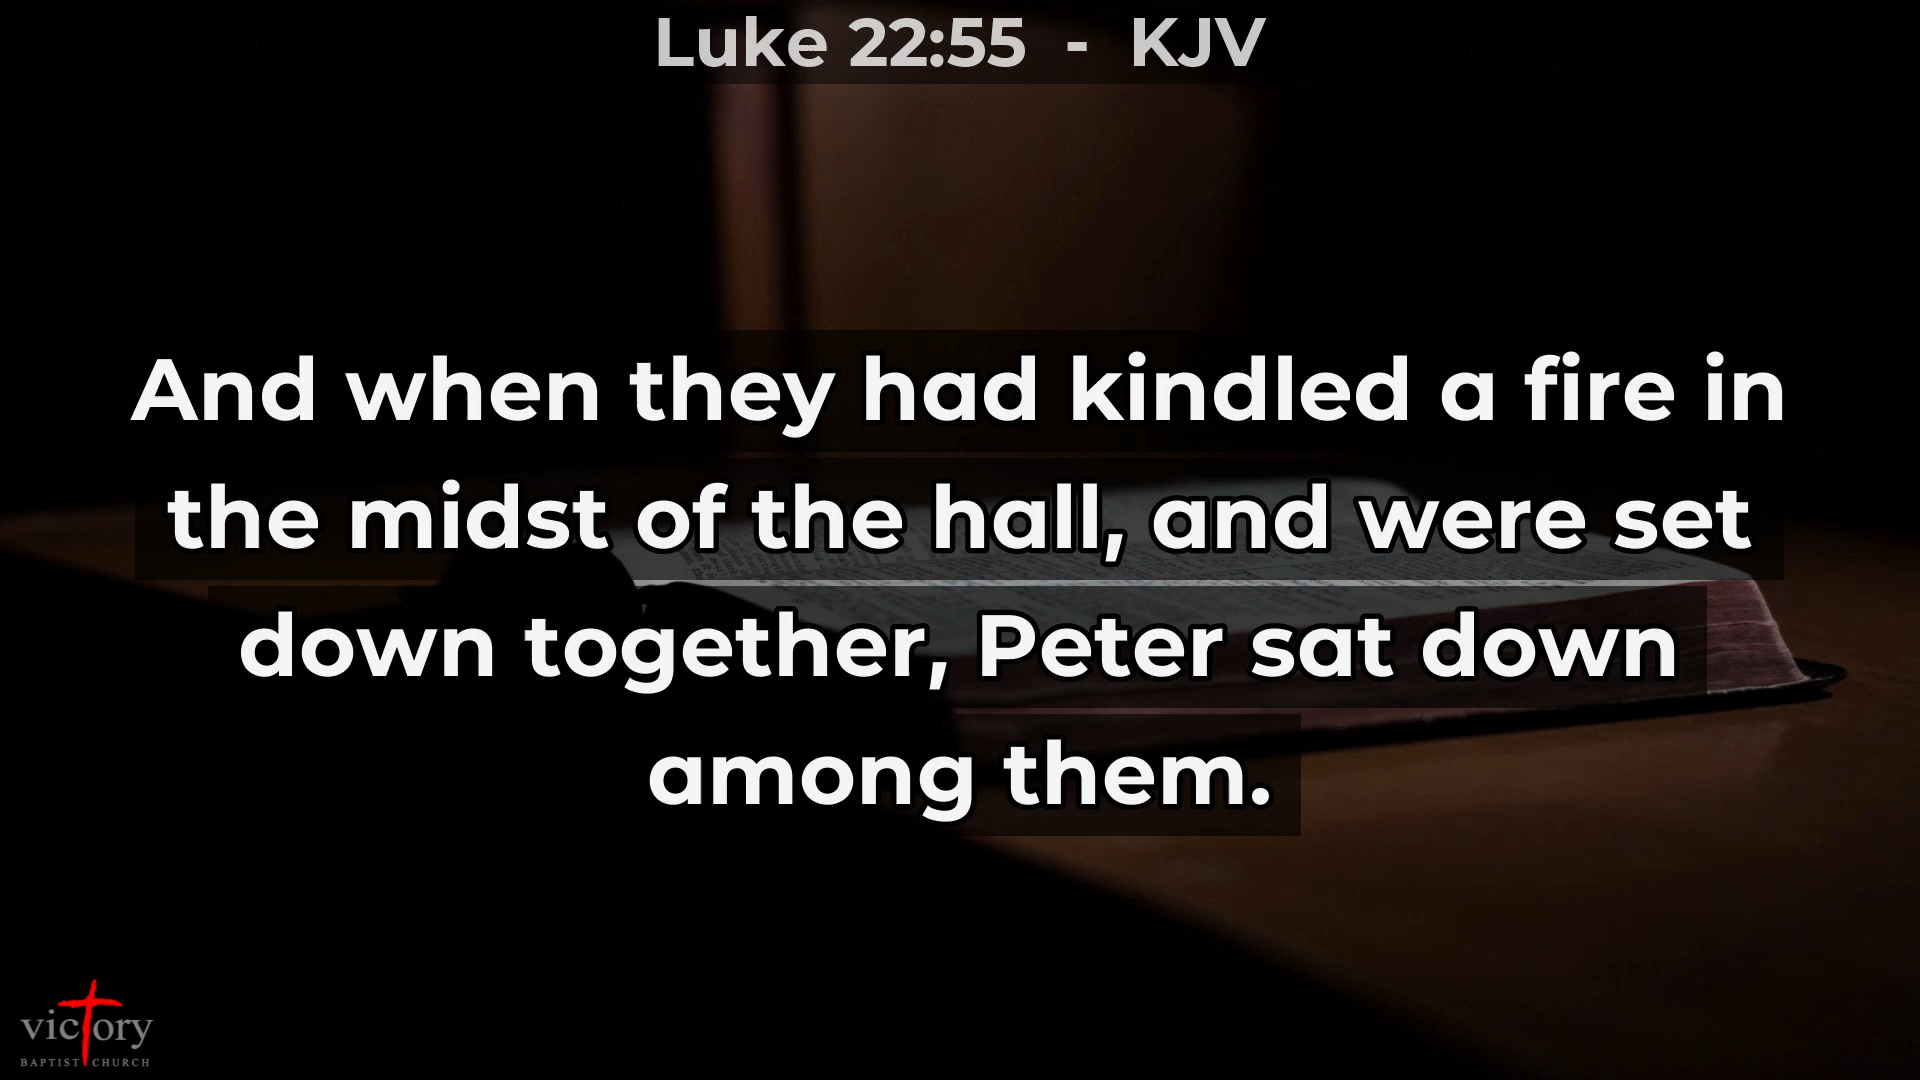 Luke 22:55 - KJV
And when they had kindled a fire in
the midst of the hall, and were set
down together, Peter sat down
among them.
victory
BAPTIST CHURCH